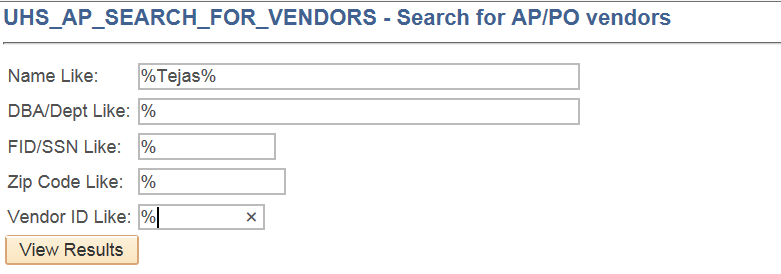 UHS_AP_SEARCH_FOR_VENDORS - Search for AP/PO vendors
Name Like: %Tejas%
DBA/Dept Like: %
FID/SSN Like: %
Zip Code Like: %
Vendor ID Like: % ×
View Results